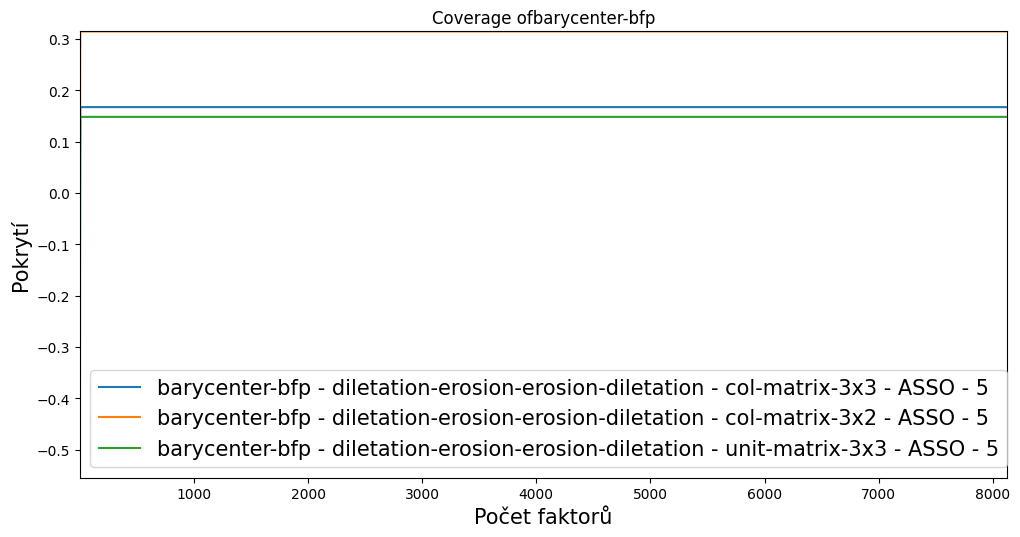 Coverage ofbarycenter-bfp
0.3
0.2
0.1
0.0
−0.1
−0.2
−0.3
−0.4
−0.5
Pokrytí
barycenter-bfp - diletation-erosion-erosion-diletation - col-matrix-3x3 - ASSO - 5
barycenter-bfp - diletation-erosion-erosion-diletation - col-matrix-3x2 - ASSO - 5
barycenter-bfp - diletation-erosion-erosion-diletation - unit-matrix-3x3 - ASSO - 5
1000 2000 3000 4000 5000 6000 7000 8000
Počet faktorů